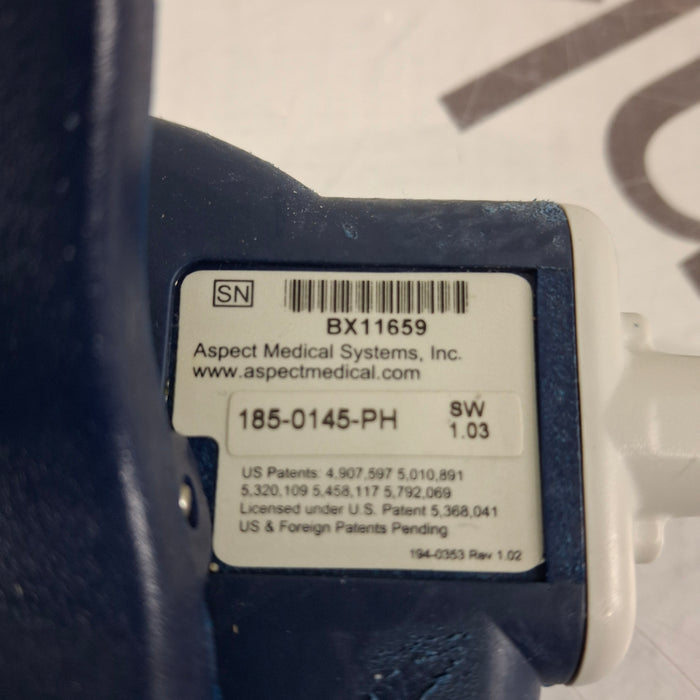 SN
BX11659
Aspect Medical Systems, Inc.
www.aspectmedical.com
185-0145-PH
SW
1.03
US Patents: 4,907,597 5,010,891
5,320,109 5,458,117 5,792,069
Licensed under U.S. Patent 5,368,041
US & Foreign Patents Pending
194-0353 Rev 1.02